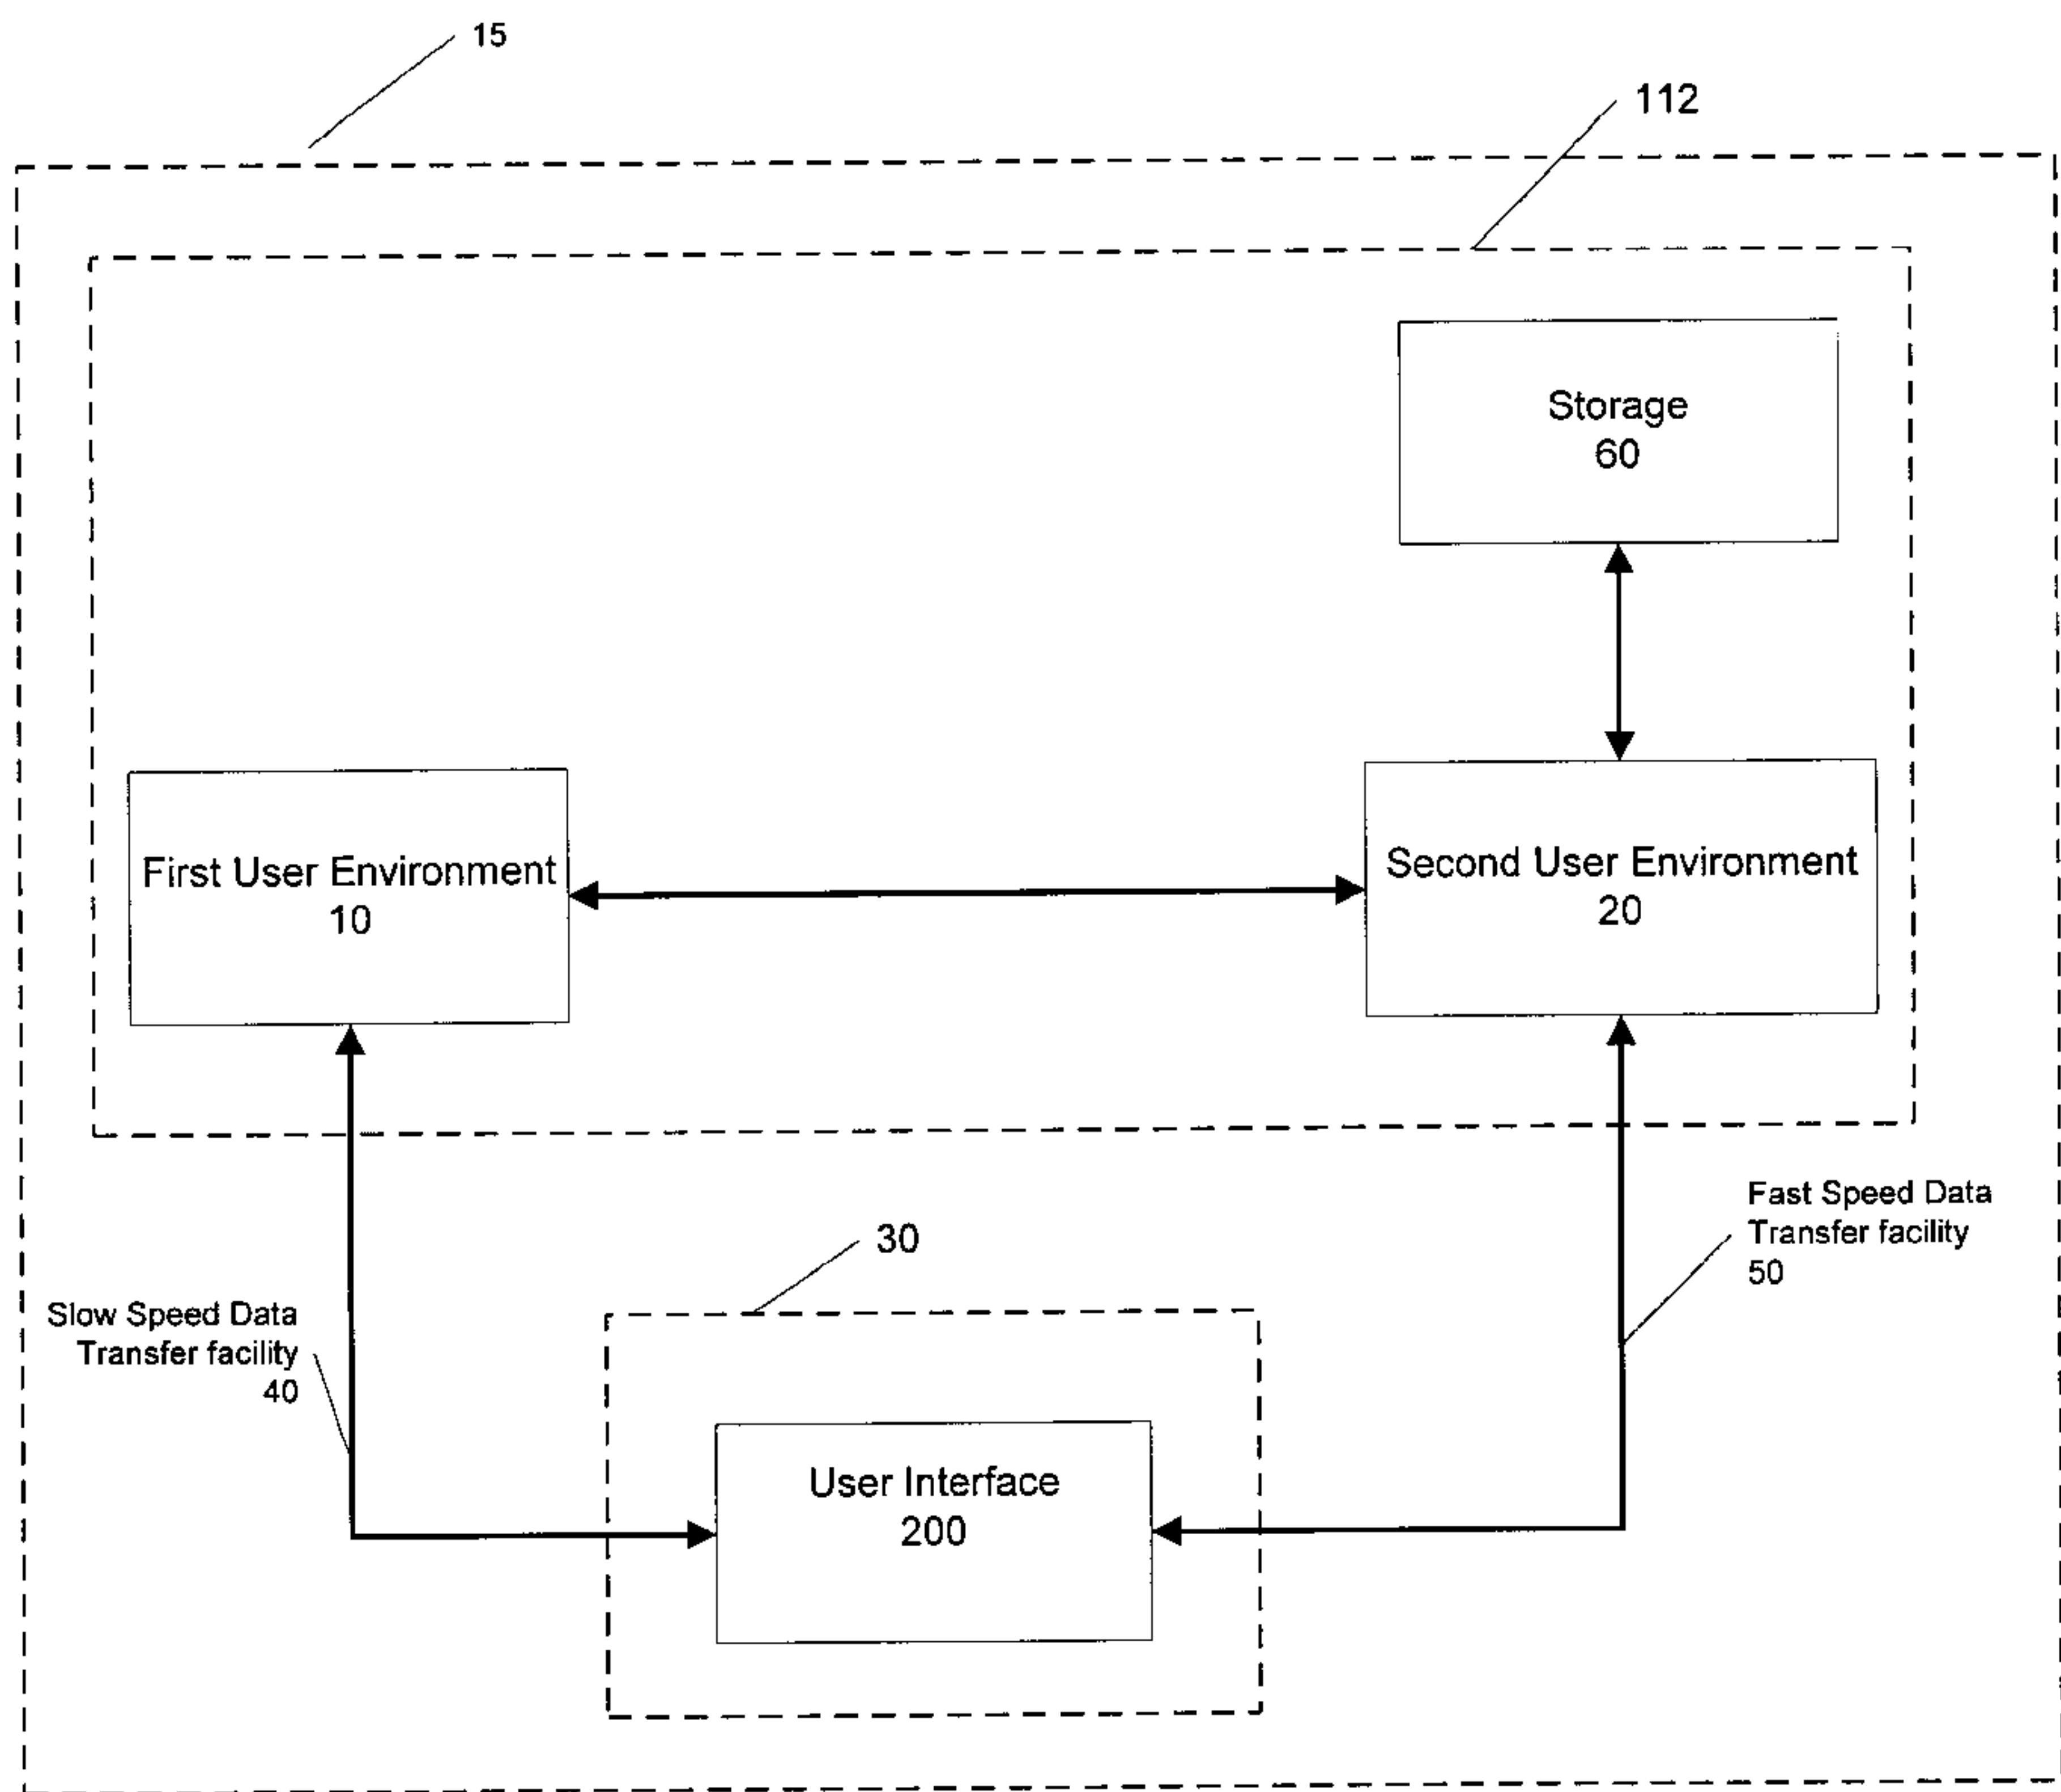 15
112
Storage
60
First User Environment
10
Second User Environment
20
Fast Speed Data
Transfer facility
50
30
Slow Speed Data
Transfer facility
40
User Interface
200